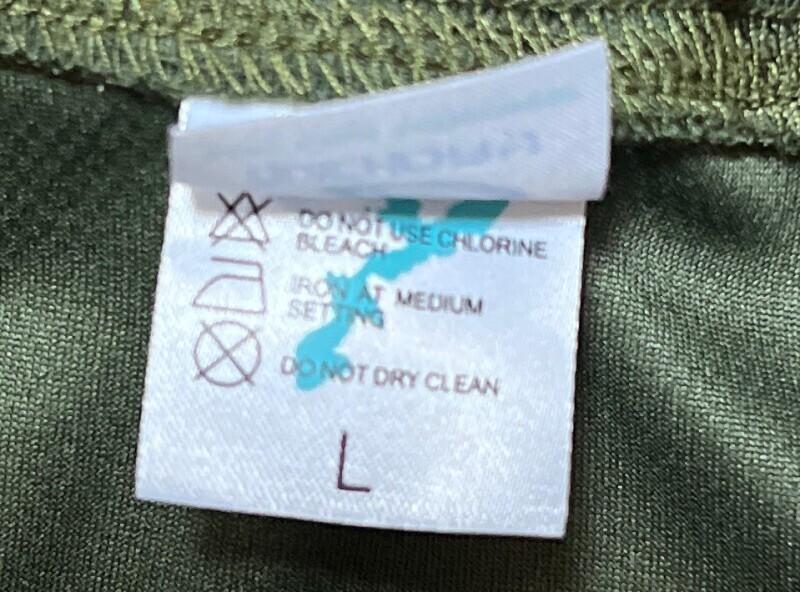 DO NOT USE CHLORINE
BLEACH
IRON AT MEDIUM
SETTING
DO NOT DRY CLEAN
L